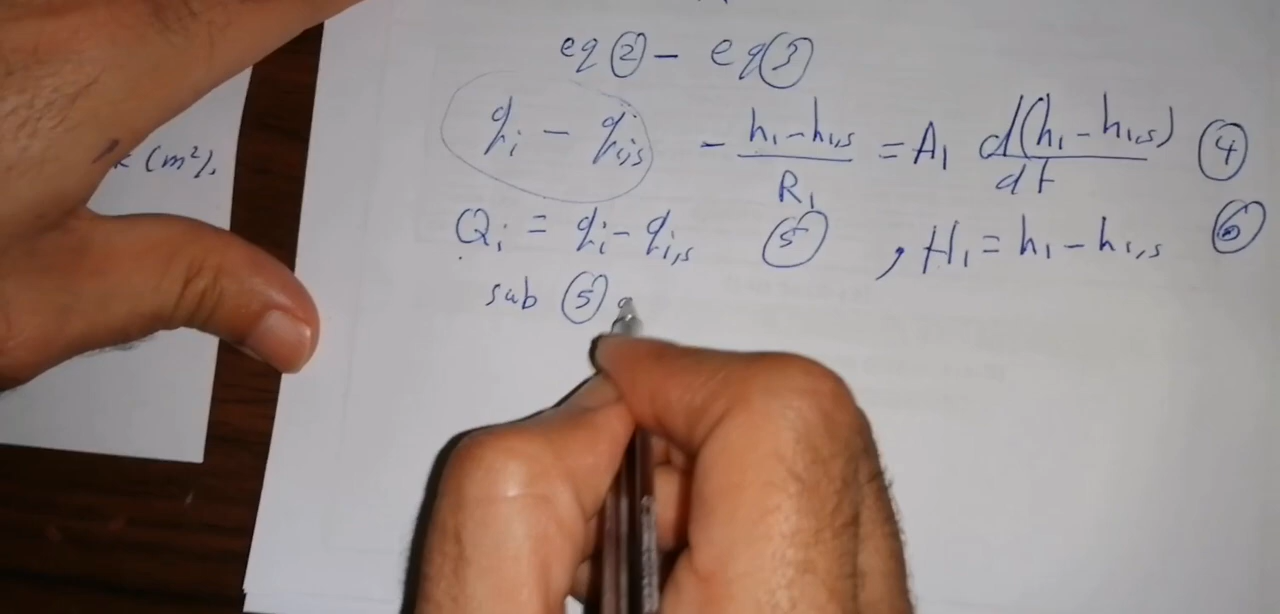 eq ② - eq ③
qi - qi,s - h1-h1,s / R1 = A1 d(h1 - h1,s) / dt ④
(m²),
Qi = qi - qi,s ⑤ , H1 = h1 - h1,s ⑥
sub ⑤